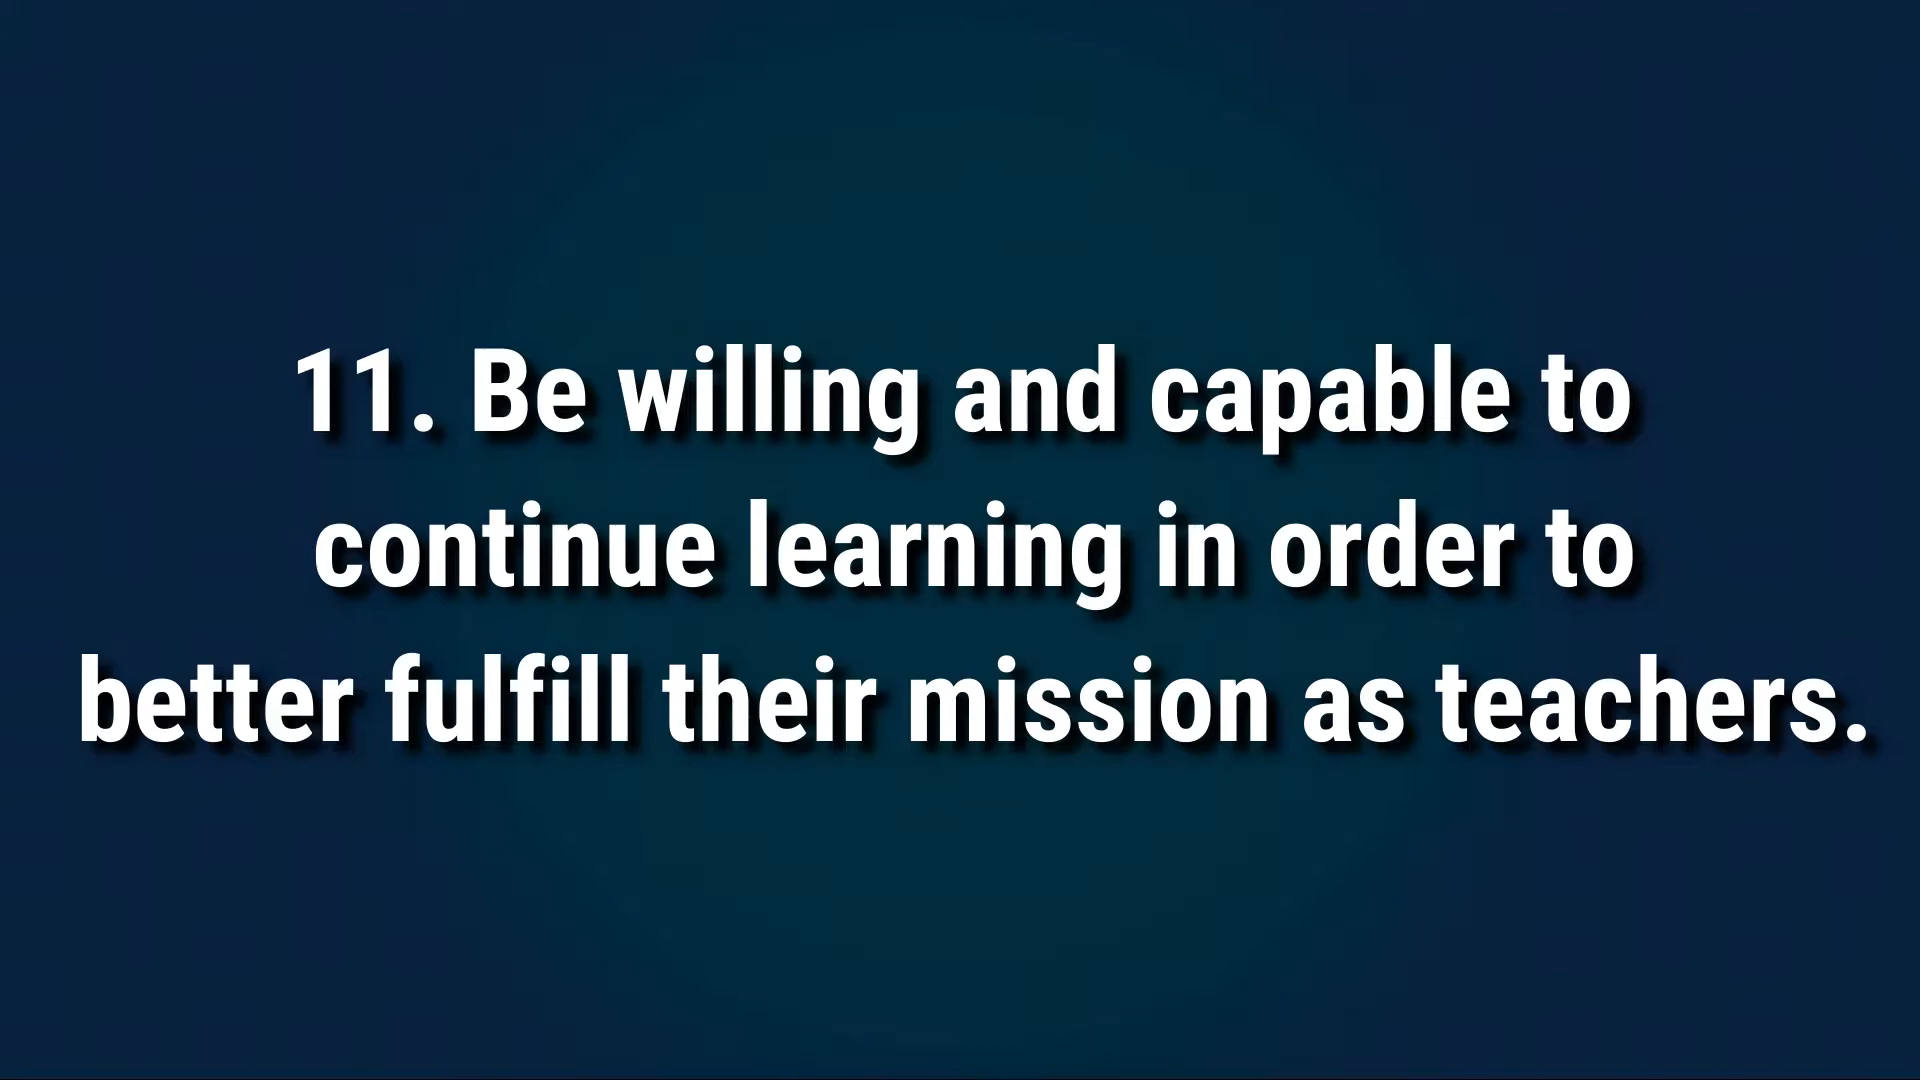 11. Be willing and capable to
continue learning in order to
better fulfill their mission as teachers.